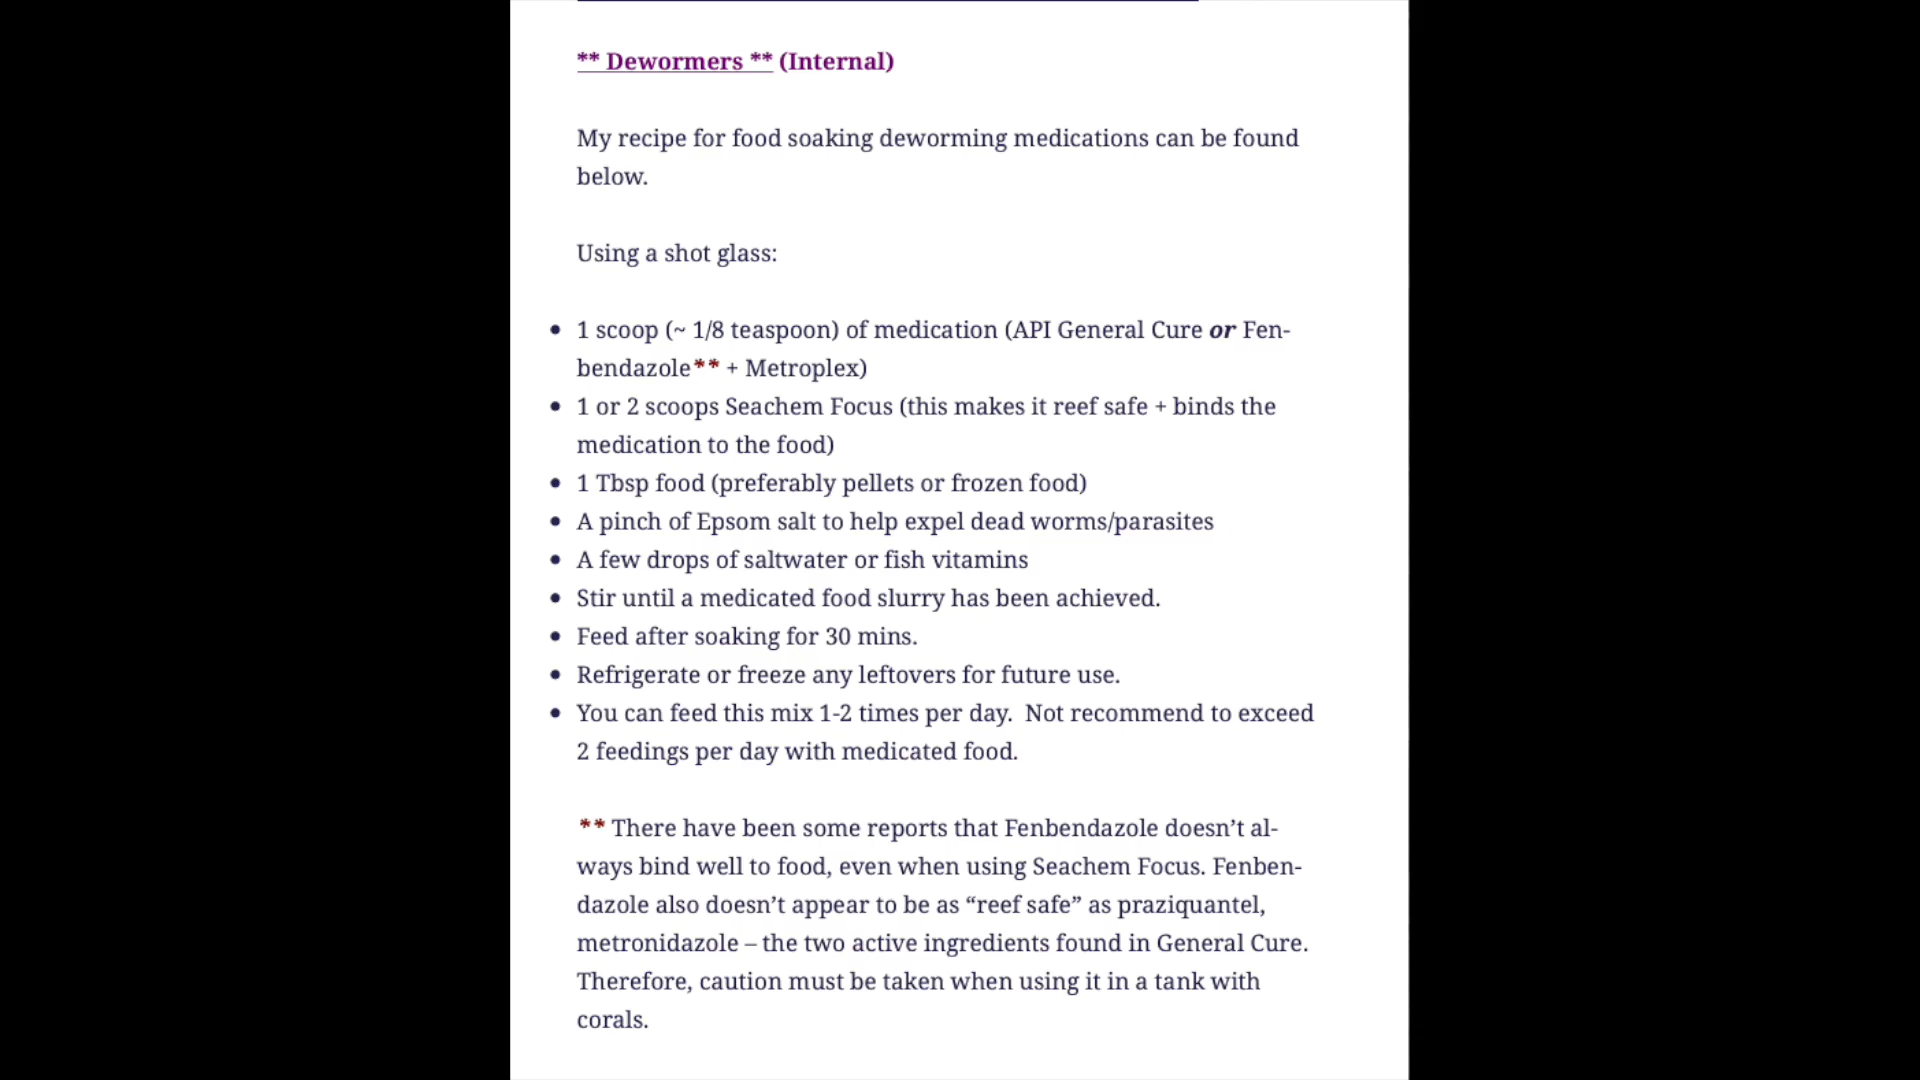 ** Dewormers ** (Internal)
My recipe for food soaking deworming medications can be found
below.
Using a shot glass:
• 1 scoop (~ 1/8 teaspoon) of medication (API General Cure or Fen-
bendazole** + Metroplex)
• 1 or 2 scoops Seachem Focus (this makes it reef safe + binds the
medication to the food)
• 1 Tbsp food (preferably pellets or frozen food)
• A pinch of Epsom salt to help expel dead worms/parasites
• A few drops of saltwater or fish vitamins
• Stir until a medicated food slurry has been achieved.
• Feed after soaking for 30 mins.
• Refrigerate or freeze any leftovers for future use.
• You can feed this mix 1-2 times per day.  Not recommend to exceed
2 feedings per day with medicated food.
** There have been some reports that Fenbendazole doesn’t al-
ways bind well to food, even when using Seachem Focus. Fenben-
dazole also doesn’t appear to be as “reef safe” as praziquantel,
metronidazole – the two active ingredients found in General Cure.
Therefore, caution must be taken when using it in a tank with
corals.